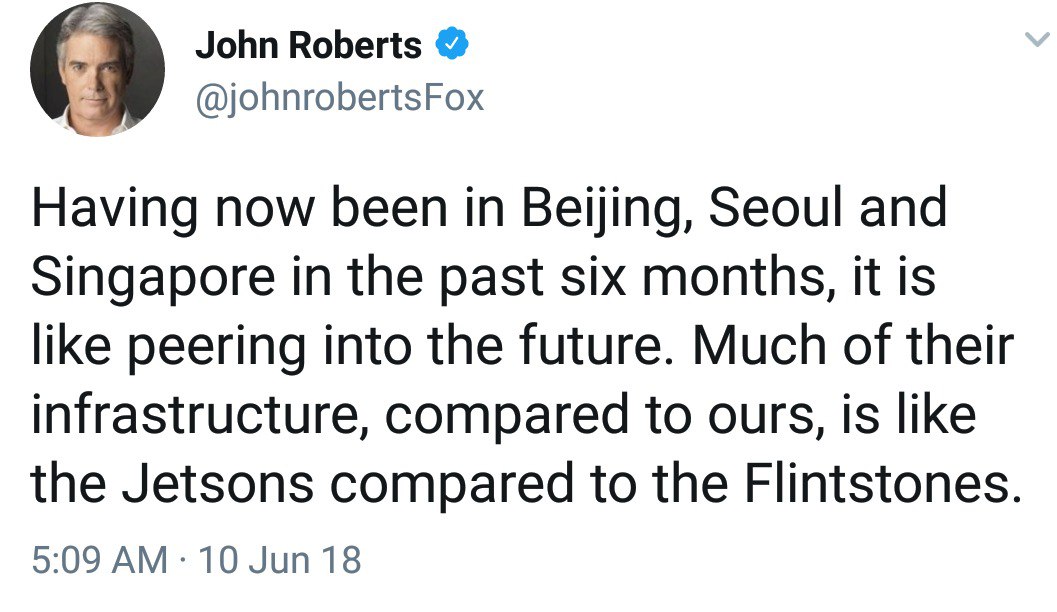 John Roberts
@johnrobertsFox
Having now been in Beijing, Seoul and
Singapore in the past six months, it is
like peering into the future. Much of their
infrastructure, compared to ours, is like
the Jetsons compared to the Flintstones.
5:09 AM · 10 Jun 18